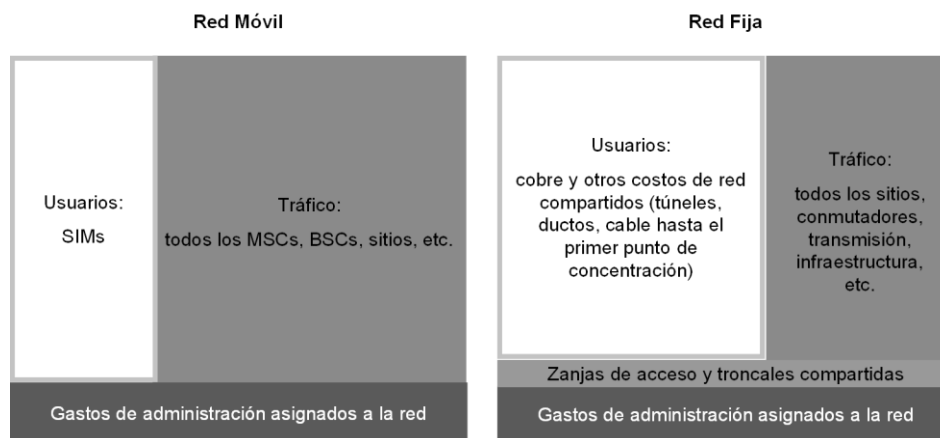 Red Móvil
Usuarios:
SIMs
Tráfico:
todos los MSCs, BSCs, sitios, etc.
Gastos de administración asignados a la red
Red Fija
Usuarios:
cobre y otros costos de red
compartidos (túneles,
ductos, cable hasta el
primer punto de
concentración)
Tráfico:
todos los sitios,
conmutadores,
transmisión,
infraestructura,
etc.
Zanjas de acceso y troncales compartidas
Gastos de administración asignados a la red